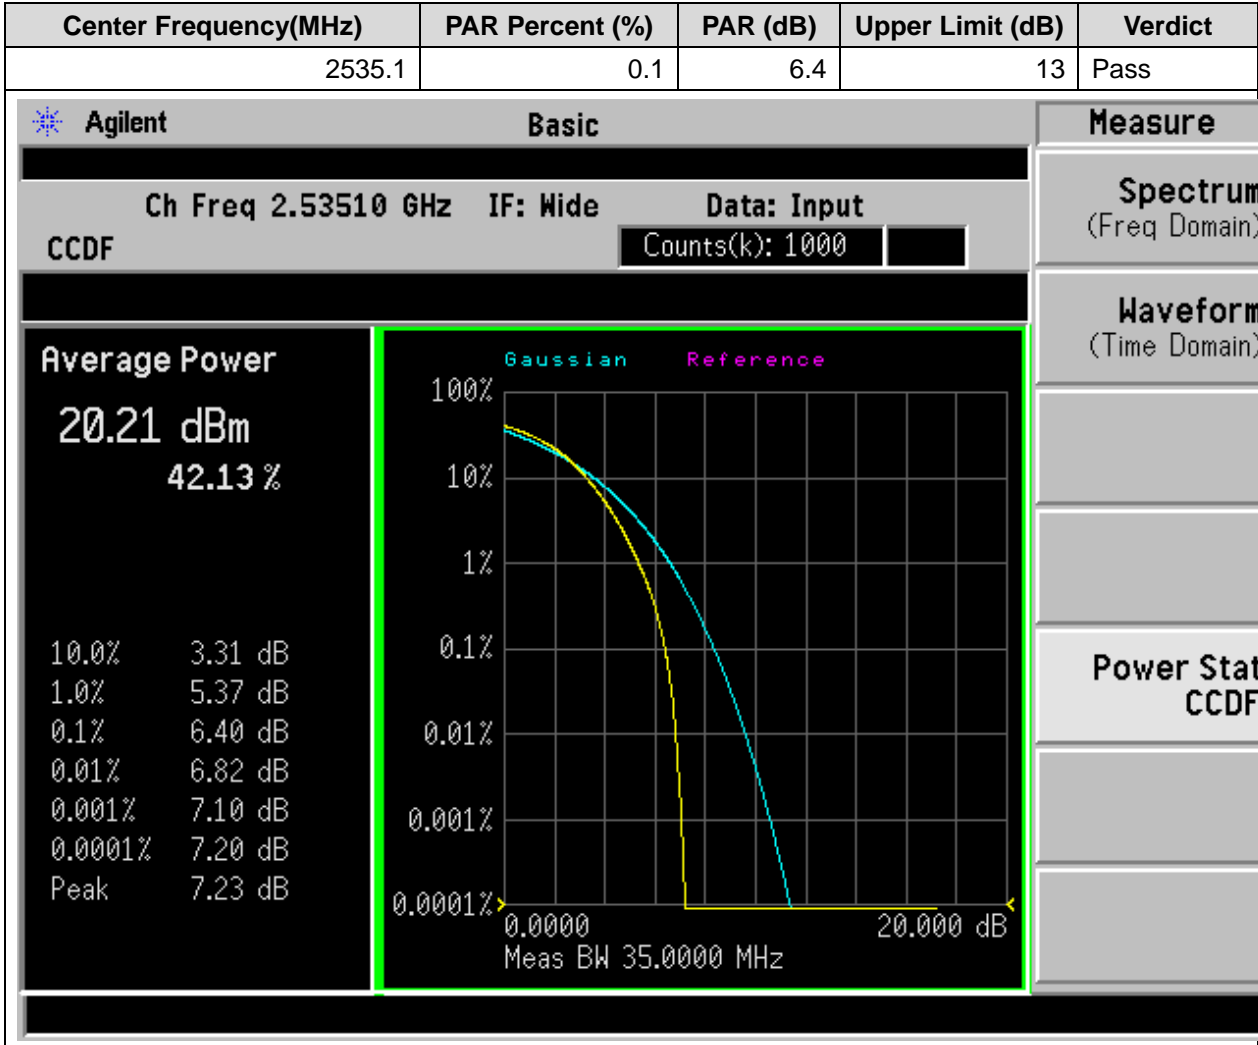 Center Frequency(MHz) PAR Percent (%) PAR (dB) Upper Limit (dB) Verdict
2535.1 0.1 6.4 13 Pass
Agilent Basic Measure
Ch Freq 2.53510 GHz IF: Wide Data: Input
CCDF Counts(k): 1000
Spectrum
(Freq Domain)
Waveform
(Time Domain)
Power Stat
CCDF
Average Power
20.21 dBm
42.13 %
10.0% 3.31 dB
1.0% 5.37 dB
0.1% 6.40 dB
0.01% 6.82 dB
0.001% 7.10 dB
0.0001% 7.20 dB
Peak 7.23 dB
Gaussian Reference
100%
10%
1%
0.1%
0.01%
0.001%
0.0001%
0.0000 20.000 dB
Meas BW 35.0000 MHz